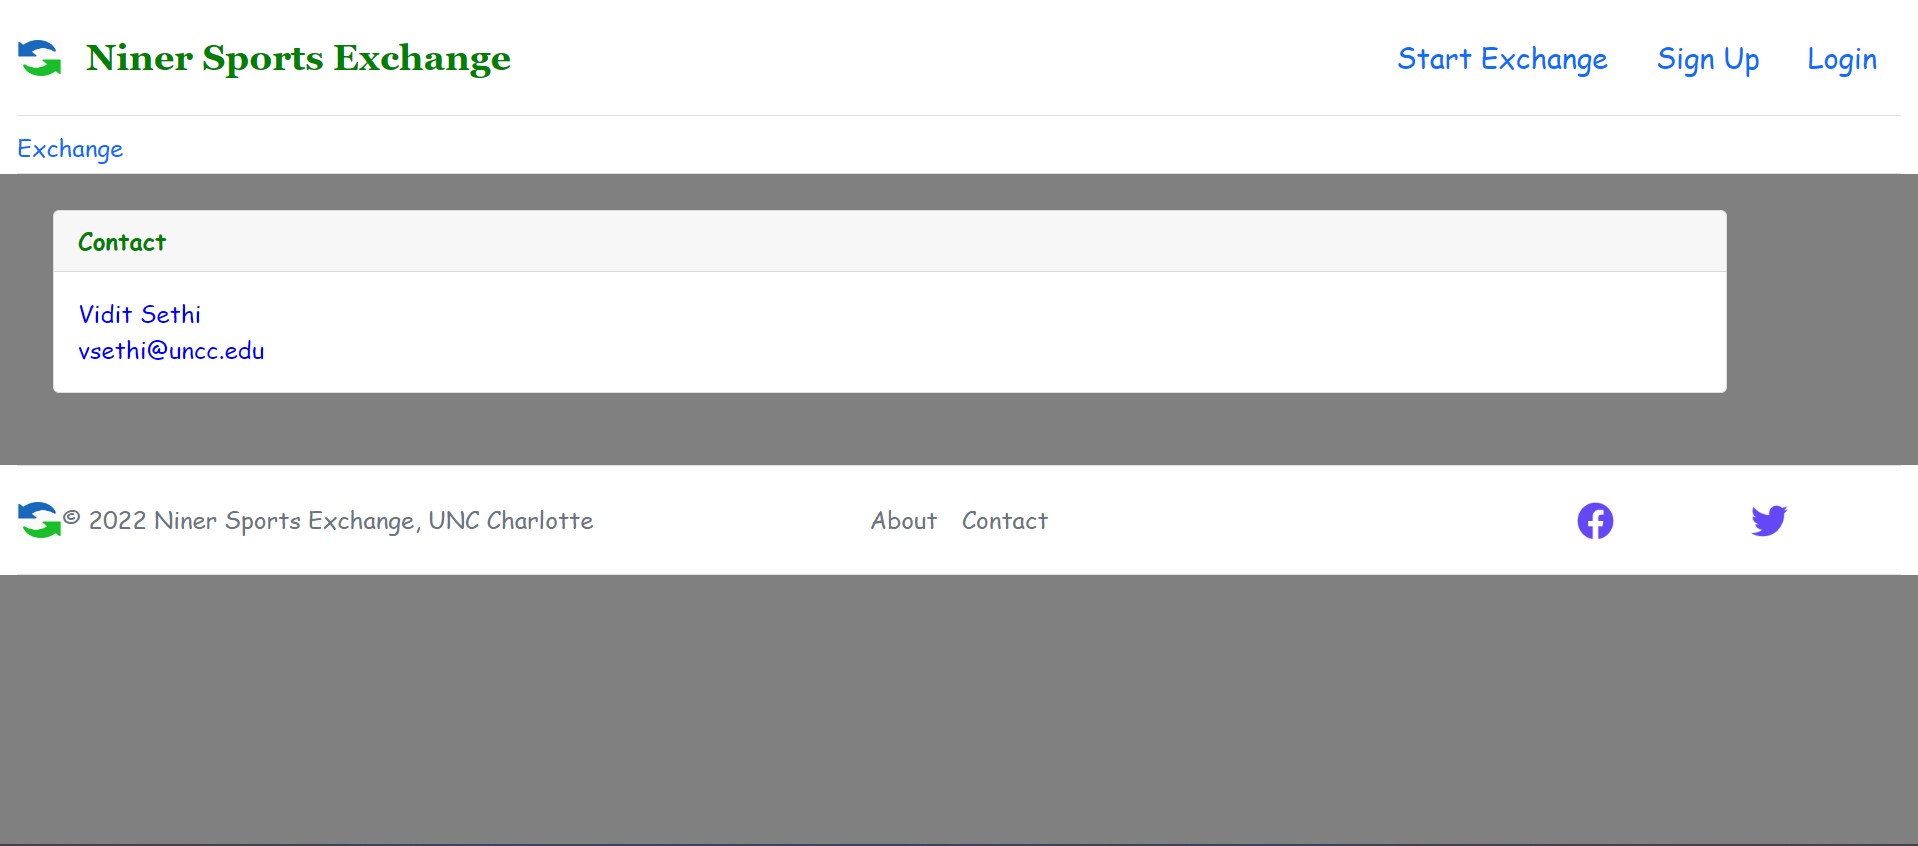 Niner Sports Exchange
Start Exchange Sign Up Login
Exchange
Contact
Vidit Sethi
vsethi@uncc.edu
© 2022 Niner Sports Exchange, UNC Charlotte
About Contact